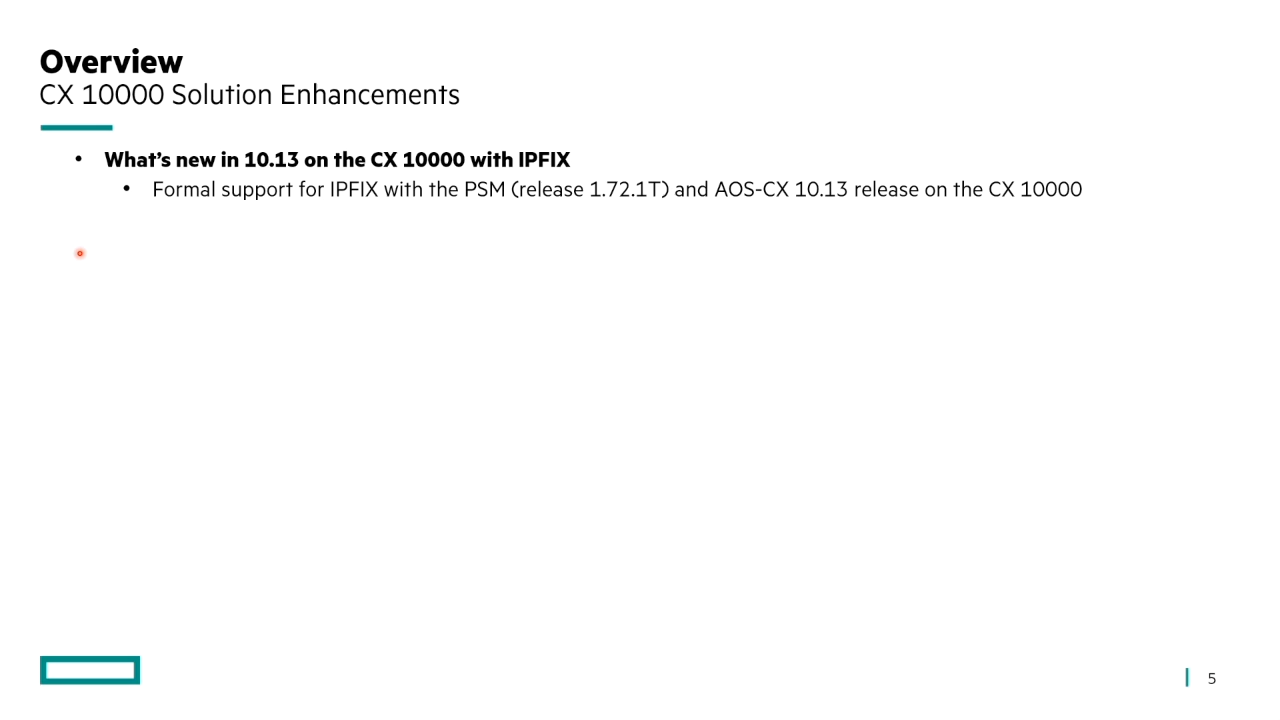 Overview
CX 10000 Solution Enhancements
• What’s new in 10.13 on the CX 10000 with IPFIX
• Formal support for IPFIX with the PSM (release 1.72.1T) and AOS-CX 10.13 release on the CX 10000
5